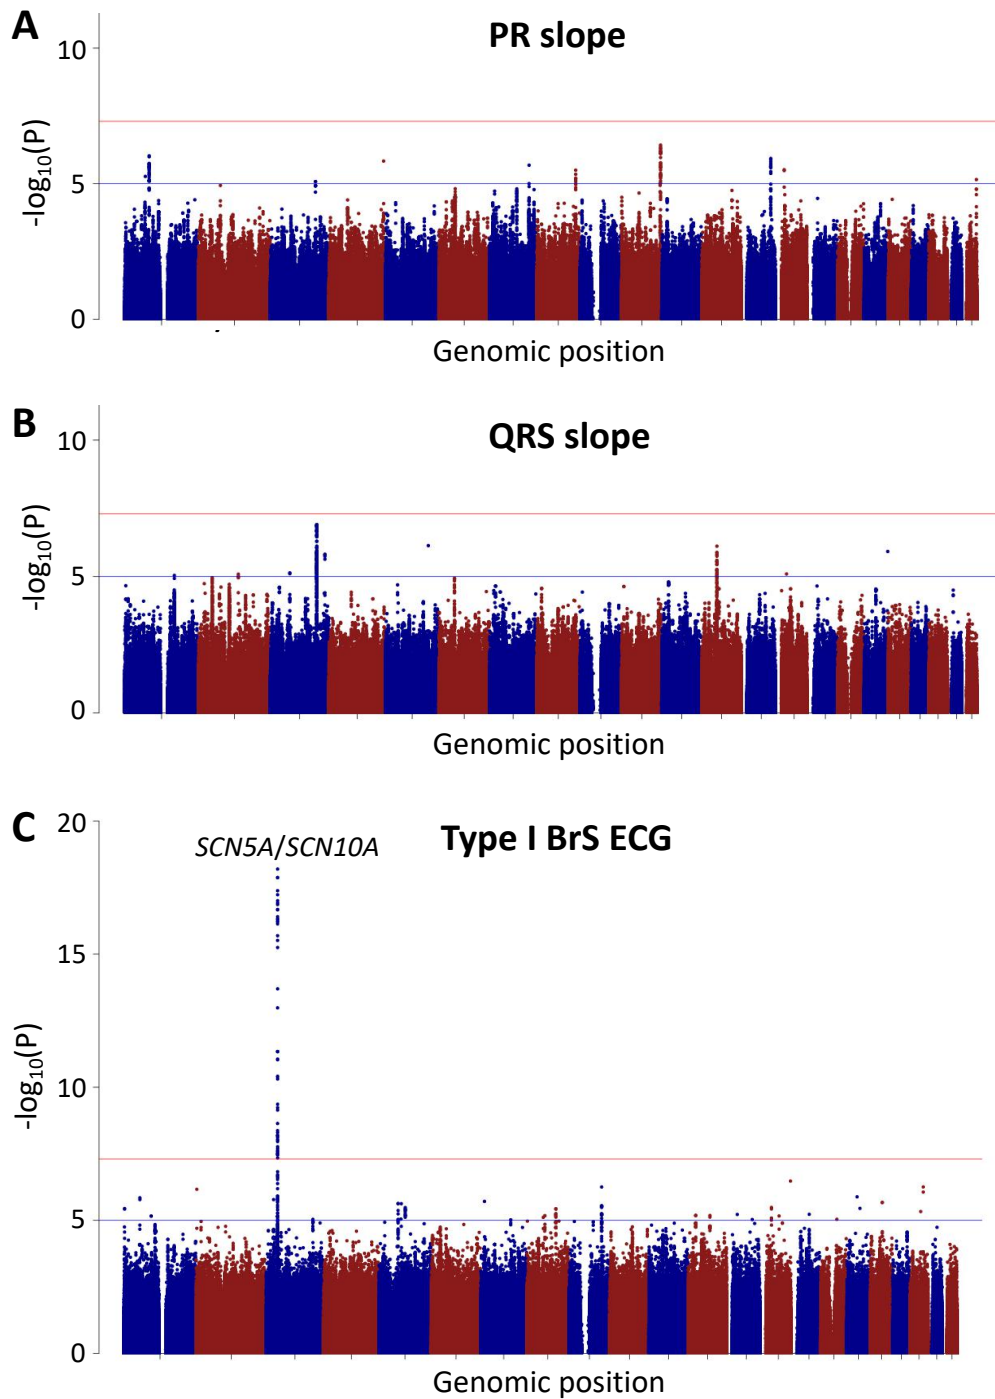 A
PR slope
10
5
0
-log₁₀(P)
Genomic position
B
QRS slope
10
5
0
-log₁₀(P)
Genomic position
C
Type I BrS ECG
SCN5A/SCN10A
20
15
10
5
0
-log₁₀(P)
Genomic position